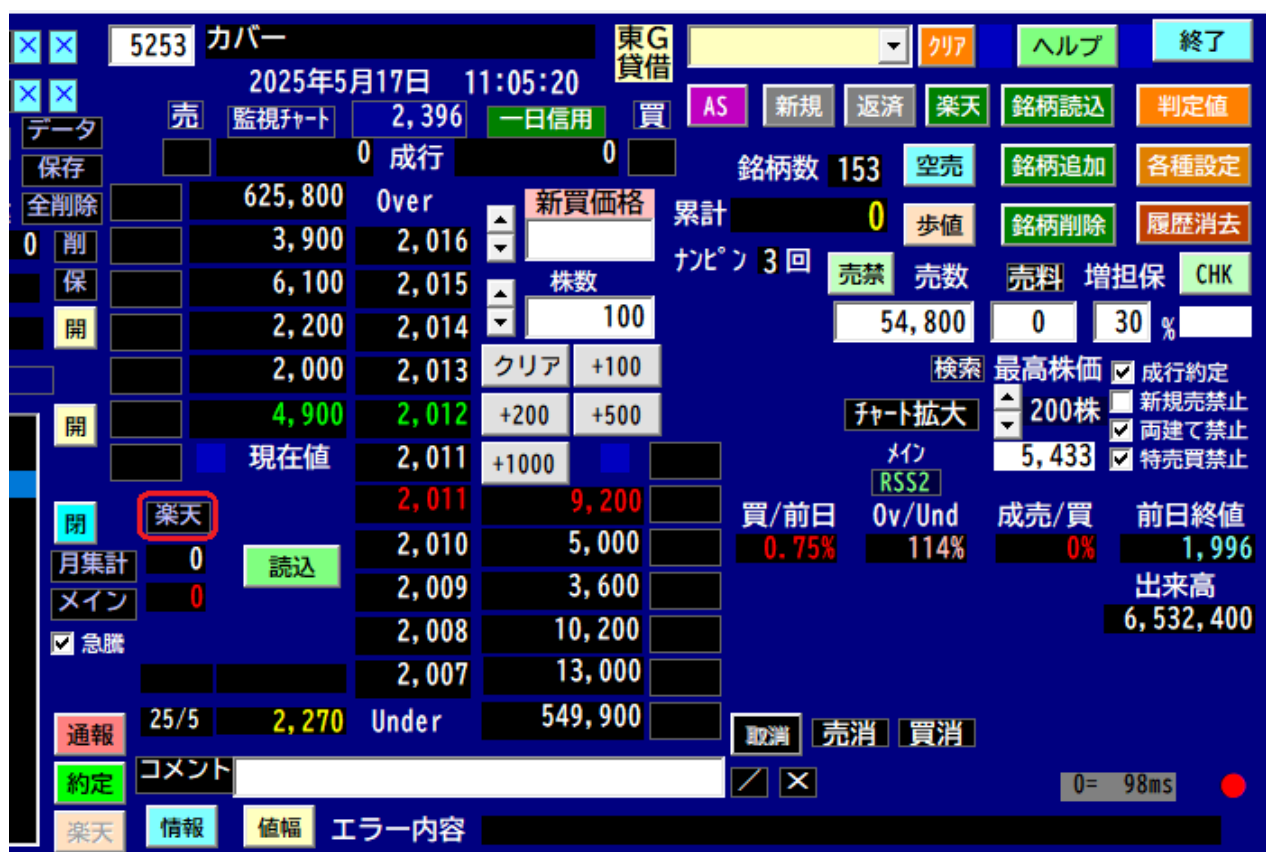 × × 5253 カバー 東G 貸借 クリア ヘルプ 終了
2025年5月17日 11:05:20
× × 売 監視チャート 2,396 一日信用 買 AS 新規 返済 楽天 銘柄読込 判定値
データ 0 成行 0
保存 銘柄数 153 空売 銘柄追加 各種設定
全削除 625,800 Over 新買価格 累計 0 歩値 銘柄削除 履歴消去
0 削 3,900 2,016
ナンピン 3回 売禁 売数 売料 増担保 CHK
保 6,100 2,015 株数
開 2,200 2,014 100 54,800 0 30 %
2,000 2,013 クリア +100 検索 最高株価 成行約定
開 4,900 2,012 +200 +500 チャート拡大 200株 新規売禁止
両建て禁止
現在値 2,011 +1000 メイン 5,433 特売買禁止
RSS2
閉 楽天 2,011 9,200 買/前日 Ov/Und 成売/買 前日終値
月集計 0 読込 2,010 5,000 0.75% 114% 0% 1,996
メイン 0 2,009 3,600 出来高
急騰 2,008 10,200 6,532,400
2,007 13,000
通報 25/5 2,270 Under 549,900 取消 売消 買消
約定 コメント / × 0= 98ms
楽天 情報 値幅 エラー内容